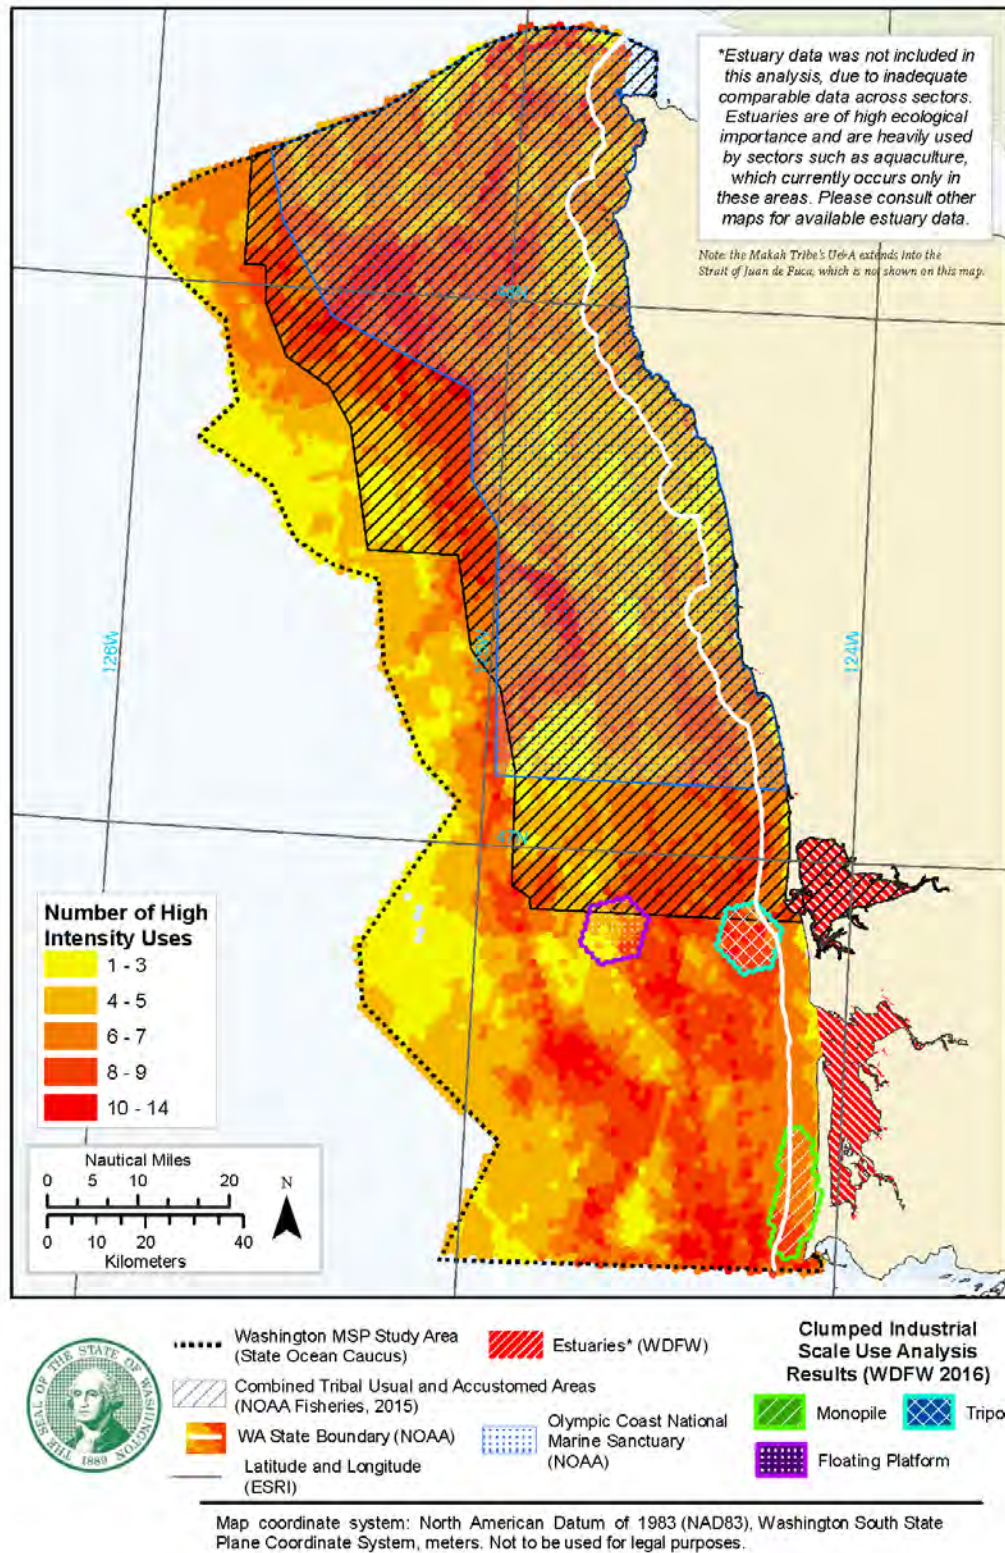 *Estuary data was not included in
this analysis, due to inadequate
comparable data across sectors.
Estuaries are of high ecological
importance and are heavily used
by sectors such as aquaculture,
which currently occurs only in
these areas. Please consult other
maps for available estuary data.
Note: the Makah Tribe's U&A extends into the
Strait of Juan de Fuca, which is not shown on this map.
48N
126W
124W
47N
Number of High
Intensity Uses
1 - 3
4 - 5
6 - 7
8 - 9
10 - 14
Nautical Miles
0 5 10 20
0 10 20 40
Kilometers
N
THE SEAL OF THE STATE OF WASHINGTON
1889
Washington MSP Study Area
(State Ocean Caucus)
Estuaries* (WDFW)
Combined Tribal Usual and Accustomed Areas
(NOAA Fisheries, 2015)
WA State Boundary (NOAA)
Olympic Coast National
Marine Sanctuary
(NOAA)
Latitude and Longitude
(ESRI)
Clumped Industrial
Scale Use Analysis
Results (WDFW 2016)
Monopile
Tripo
Floating Platform
Map coordinate system: North American Datum of 1983 (NAD83), Washington South State
Plane Coordinate System, meters. Not to be used for legal purposes.